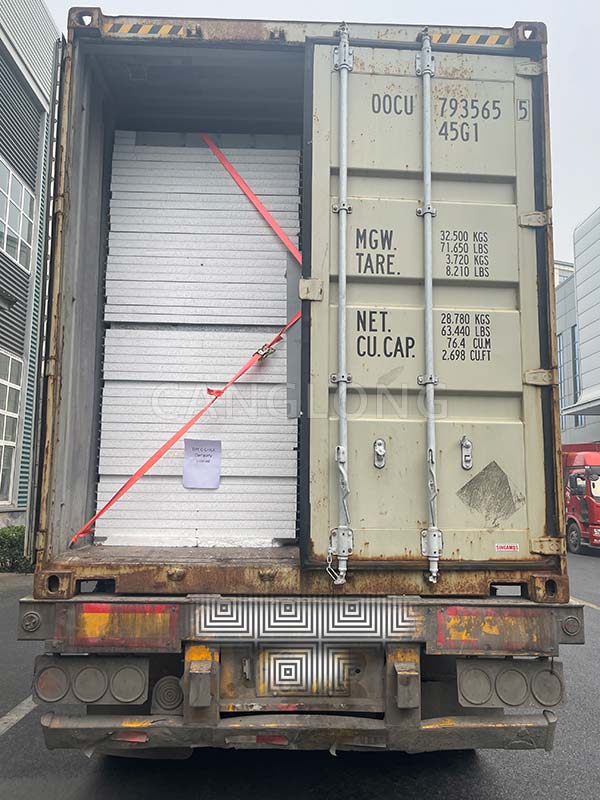 OOCU 793565 5
45G1
MGW. 32.500 KGS
71.650 LBS
TARE. 3.720 KGS
8.210 LBS
NET. 28.780 KGS
63.440 LBS
CU.CAP. 76.4 CU.M
2.698 CU.FT
CANGLONG
SINGAMAS